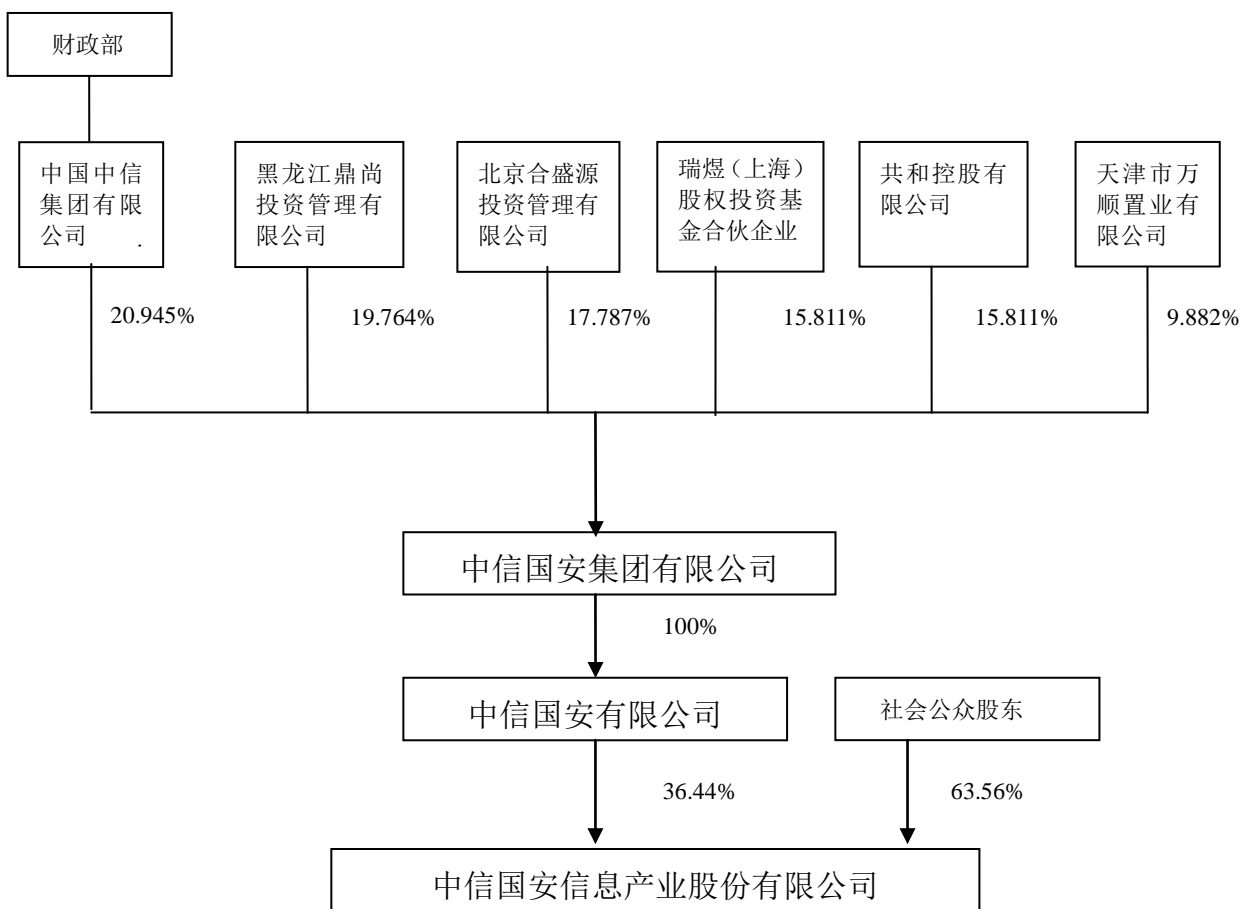 财政部
中国中信
集团有限
公司
.
黑龙江鼎尚
投资管理有
限公司
北京合盛源
投资管理有
限公司
瑞煜（上海）
股权投资基
金合伙企业
共和控股有
限公司
天津市万
顺置业有
限公司
20.945%
19.764%
17.787%
15.811%
15.811%
9.882%
中信国安集团有限公司
100%
中信国安有限公司
社会公众股东
36.44%
63.56%
中信国安信息产业股份有限公司